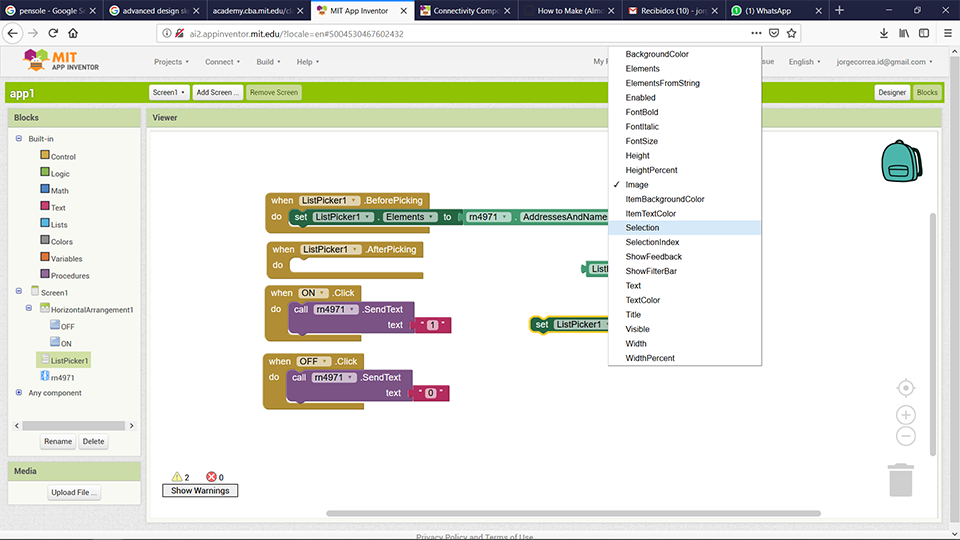 pensole - Google S
advanced design ske
academy.cba.mit.edu/cla
MIT App Inventor
Connectivity Compo
How to Make (Almo
Recibidos (10) - jor
(1) WhatsApp
ai2.appinventor.mit.edu/?locale=en#5004530467602432
MIT
APP INVENTOR
Projects
Connect
Build
Help
My P
sue
English
jorgecorrea.id@gmail.com
app1
Screen1
Add Screen ...
Remove Screen
Designer
Blocks
Blocks
Viewer
Built-in
Control
Logic
Math
Text
Lists
Colors
Variables
Procedures
Screen1
HorizontalArrangement1
OFF
ON
ListPicker1
rn4971
Any component
Rename
Delete
Media
Upload File ...
when ListPicker1 .BeforePicking
do set ListPicker1 . Elements to rn4971 . AddressesAndNames
when ListPicker1 .AfterPicking
do
ListP
when ON .Click
do call rn4971 .SendText
text " 1 "
set ListPicker1
when OFF .Click
do call rn4971 .SendText
text " 0 "
BackgroundColor
Elements
ElementsFromString
Enabled
FontBold
FontItalic
FontSize
Height
HeightPercent
✓ Image
ItemBackgroundColor
ItemTextColor
Selection
SelectionIndex
ShowFeedback
ShowFilterBar
Text
TextColor
Title
Visible
Width
WidthPercent
2
0
Show Warnings
Privacy Policy and Terms of Use